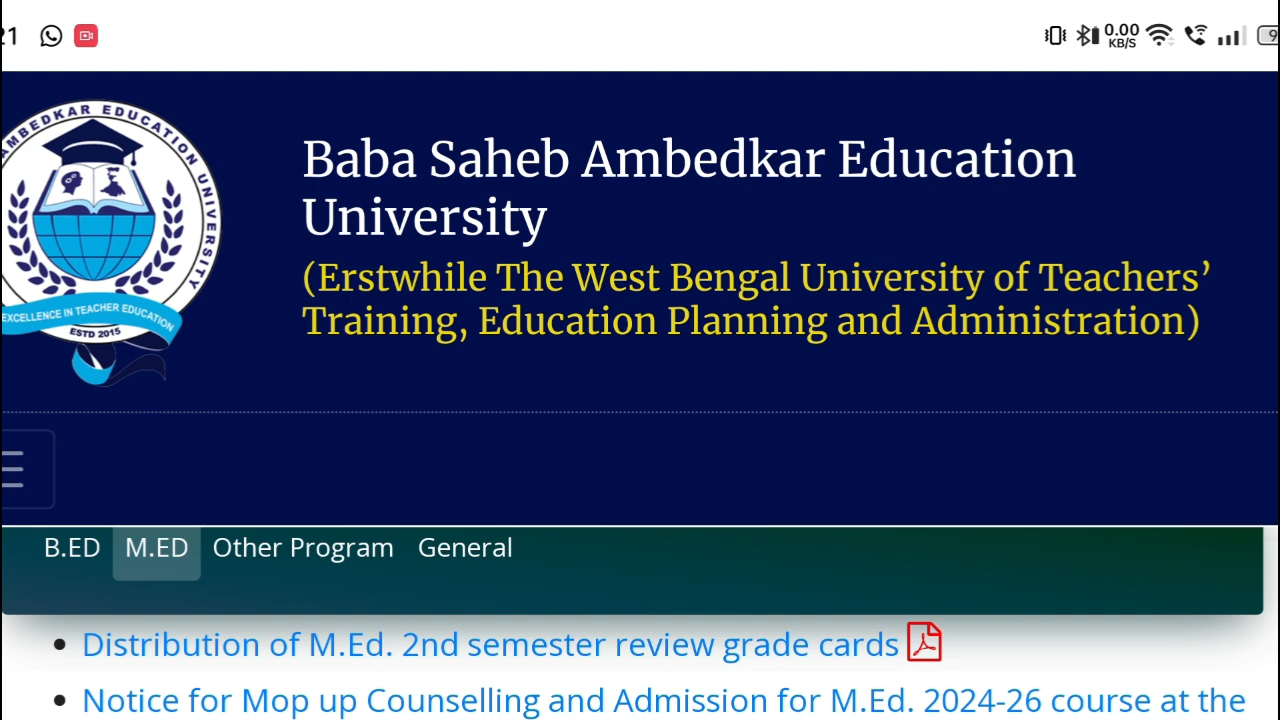 21
0.00
KB/S
9
AMBEDKAR EDUCATION UNIVERSITY
EXCELLENCE IN TEACHER EDUCATION
ESTD 2015
Baba Saheb Ambedkar Education
University
(Erstwhile The West Bengal University of Teachers’
Training, Education Planning and Administration)
B.ED M.ED Other Program General
• Distribution of M.Ed. 2nd semester review grade cards
• Notice for Mop up Counselling and Admission for M.Ed. 2024-26 course at the